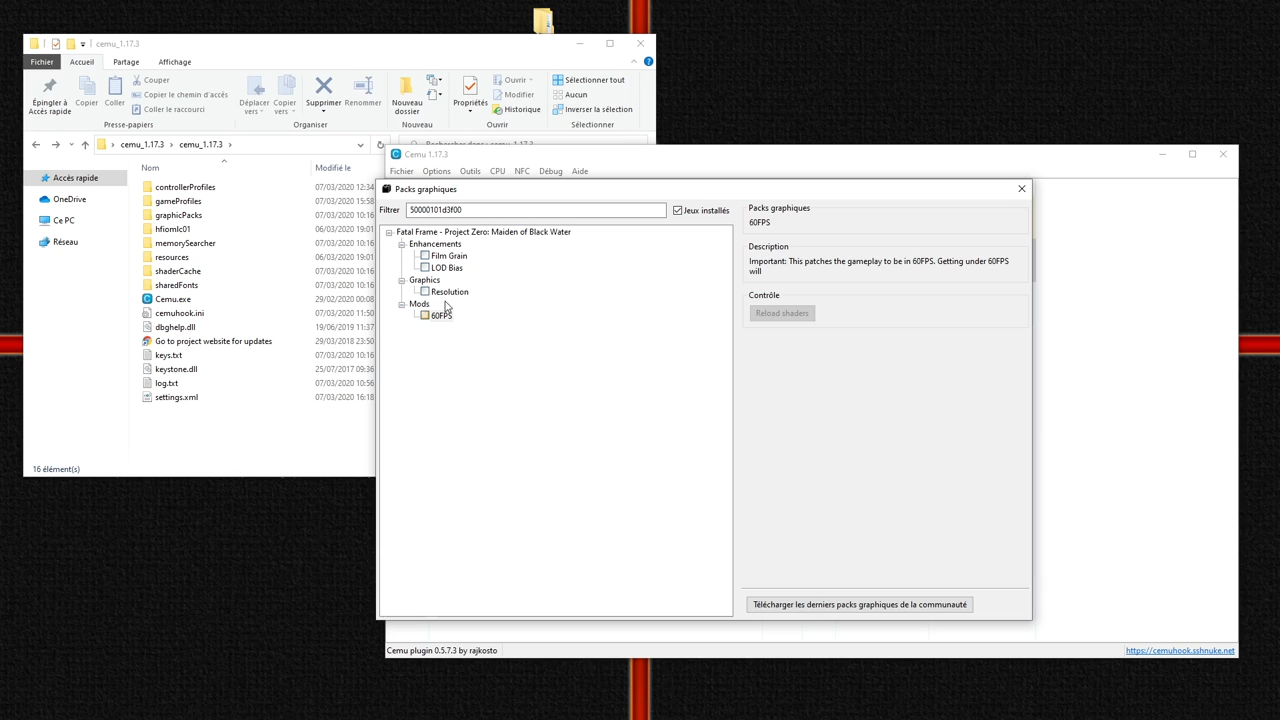 cemu_1.17.3
Fichier Accueil Partage Affichage
Épingler à Accès rapide
Copier
Coller
Couper
Copier le chemin d'accès
Coller le raccourci
Presse-papiers
Déplacer vers
Copier vers
Supprimer
Renommer
Organiser
Nouveau dossier
Nouveau
Propriétés
Ouvrir
Modifier
Historique
Ouvrir
Sélectionner tout
Aucun
Inverser la sélection
Sélectionner
cemu_1.17.3 > cemu_1.17.3 >
Rechercher dans : cemu_1.17.3
Accès rapide
OneDrive
Ce PC
Réseau
Nom Modifié le
controllerProfiles 07/03/2020 12:34
gameProfiles 07/03/2020 15:58
graphicPacks 07/03/2020 10:16
hfiomlc01 06/03/2020 19:01
memorySearcher 07/03/2020 10:16
resources 06/03/2020 19:01
shaderCache 07/03/2020 10:16
sharedFonts 07/03/2020 10:16
Cemu.exe 29/02/2020 00:08
cemuhook.ini 07/03/2020 11:50
dbghelp.dll 19/06/2019 11:37
Go to project website for updates 29/03/2018 23:50
keys.txt 07/03/2020 10:16
keystone.dll 25/07/2017 09:36
log.txt 07/03/2020 10:56
settings.xml 07/03/2020 16:18
16 élément(s)
Cemu 1.17.3
Fichier Options Outils CPU NFC Débug Aide
Packs graphiques
Filtrer 50000101d3f00 Jeux installés
Fatal Frame - Project Zero: Maiden of Black Water
Enhancements
Film Grain
LOD Bias
Graphics
Resolution
Mods
60FPS
Packs graphiques
60FPS
Description
Important: This patches the gameplay to be in 60FPS. Getting under 60FPS
will
Contrôle
Reload shaders
Télécharger les derniers packs graphiques de la communauté
Cemu plugin 0.5.7.3 by rajkosto
https://cemuhook.sshnuke.net